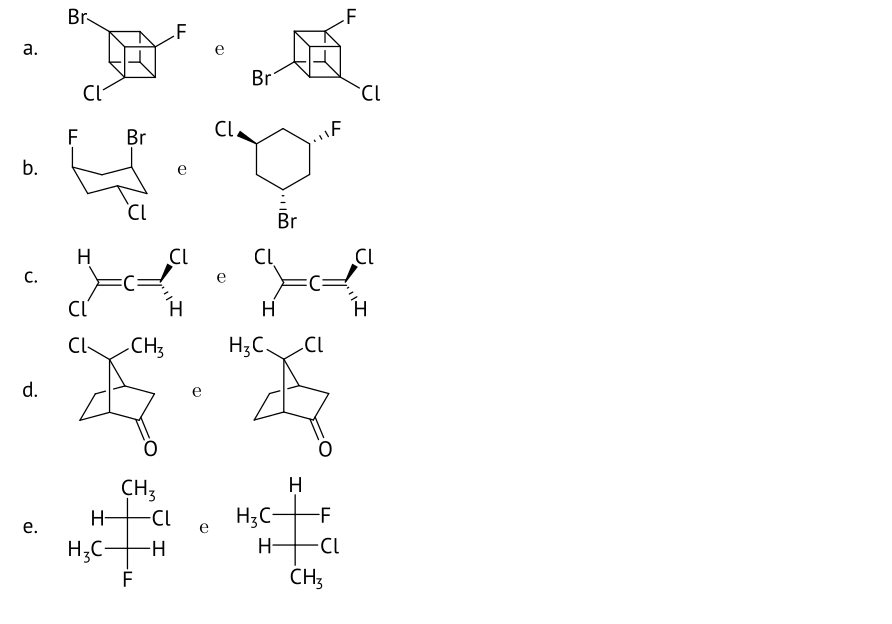 Br F F
a. e
Br
Cl Cl
F Br Cl F
b. e
Cl
Br
H Cl Cl Cl
c. C e C
Cl H H H
Cl CH3 H3C Cl
d. e
O O
CH3 H
H Cl H3C F
e. e
H3C H H Cl
F CH3